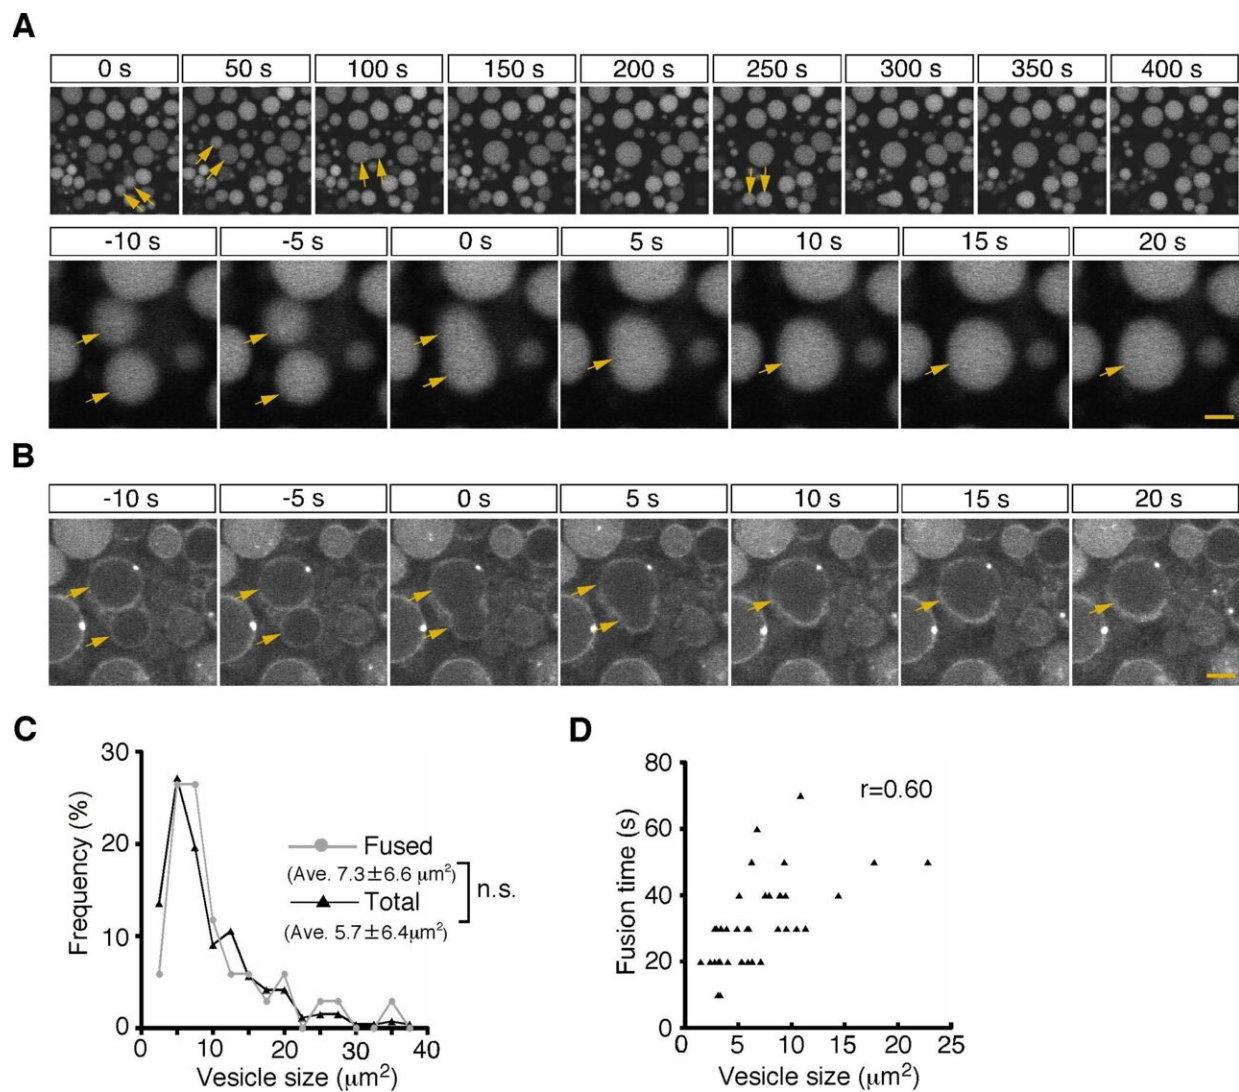 A
0 s 50 s 100 s 150 s 200 s 250 s 300 s 350 s 400 s
-10 s -5 s 0 s 5 s 10 s 15 s 20 s
B
-10 s -5 s 0 s 5 s 10 s 15 s 20 s
C
30
20
10
0
0 10 20 30 40
Frequency (%)
Vesicle size (μm²)
Fused
(Ave. 7.3±6.6 μm²)
Total
(Ave. 5.7±6.4μm²)
n.s.
D
80
60
40
20
0
0 5 10 15 20 25
Fusion time (s)
Vesicle size (μm²)
r=0.60